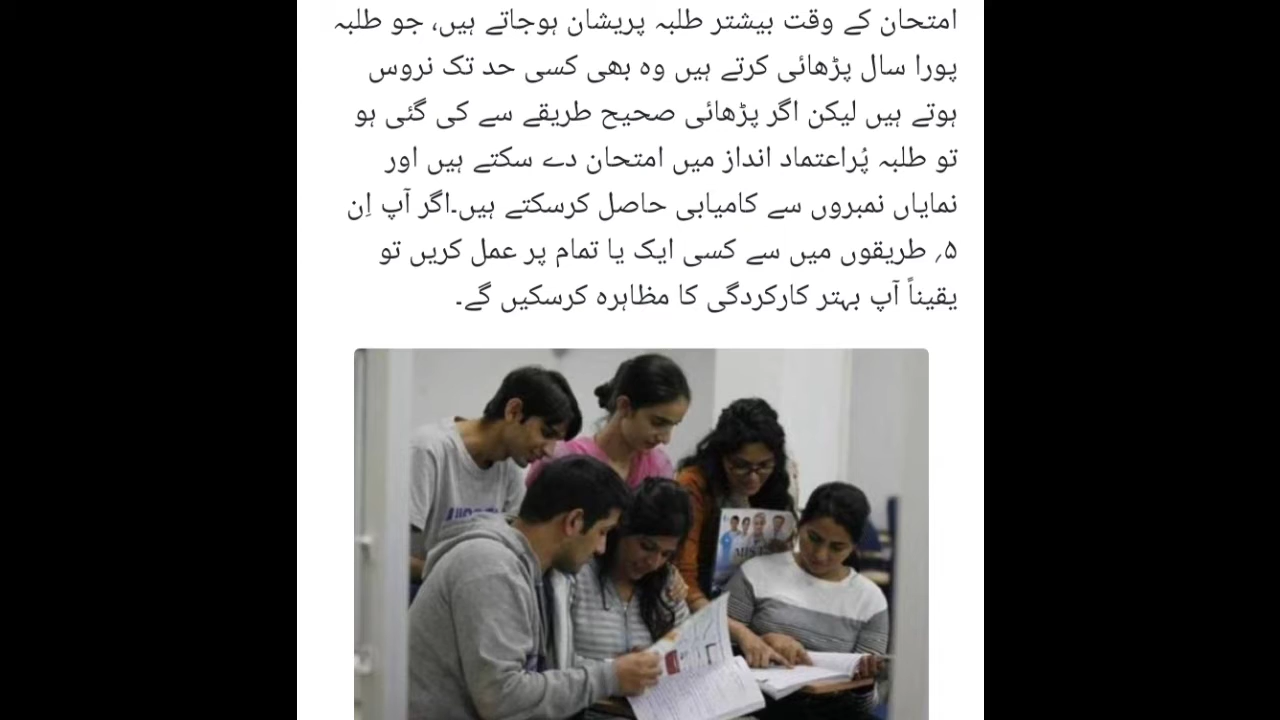 امتحان کے وقت بیشتر طلبہ پریشان ہوجاتے ہیں، جو طلبہ
پورا سال پڑھائی کرتے ہیں وہ بھی کسی حد تک نروس
ہوتے ہیں لیکن اگر پڑھائی صحیح طریقے سے کی گئی ہو
تو طلبہ پُراعتماد انداز میں امتحان دے سکتے ہیں اور
نمایاں نمبروں سے کامیابی حاصل کرسکتے ہیں۔اگر آپ اِن
۵؍ طریقوں میں سے کسی ایک یا تمام پر عمل کریں تو
یقیناً آپ بہتر کارکردگی کا مظاہرہ کرسکیں گے۔